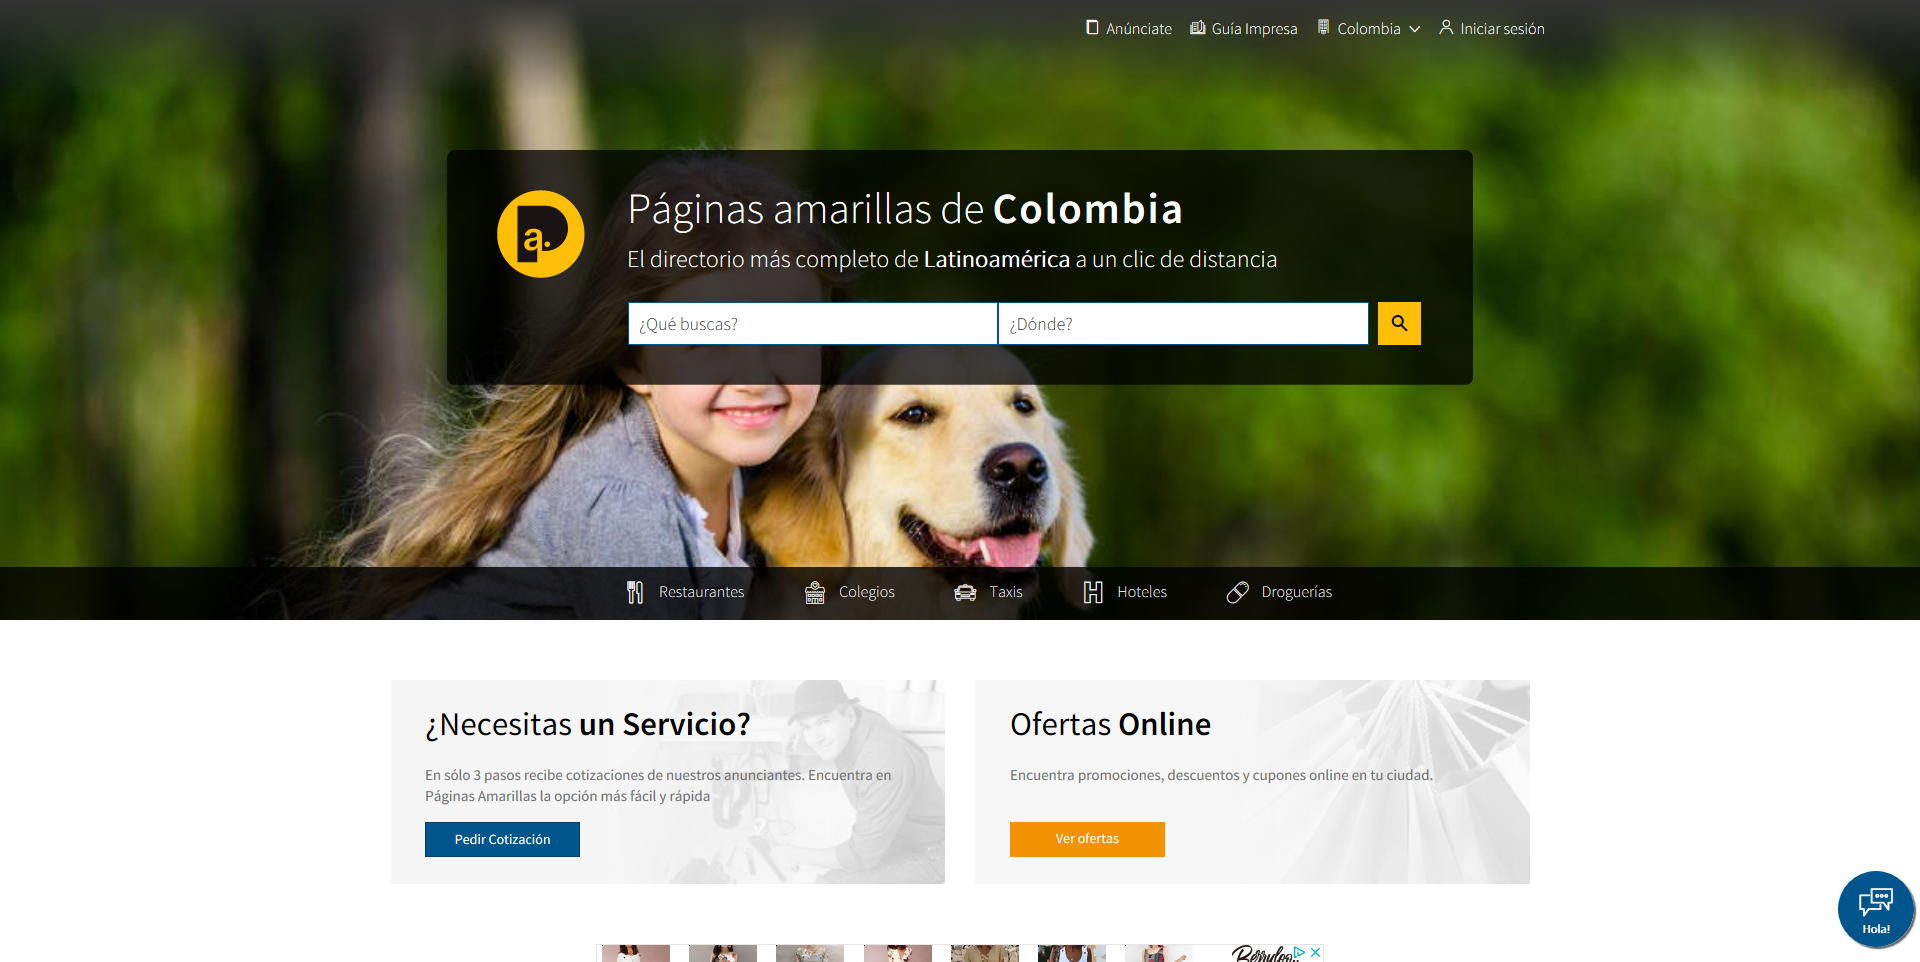 Anúnciate
Guía Impresa
Colombia
Iniciar sesión
a.
Páginas amarillas de Colombia
El directorio más completo de Latinoamérica a un clic de distancia
¿Qué buscas?
¿Dónde?
Restaurantes
Colegios
Taxis
Hoteles
Droguerías
¿Necesitas un Servicio?
En sólo 3 pasos recibe cotizaciones de nuestros anunciantes. Encuentra en
Páginas Amarillas la opción más fácil y rápida
Pedir Cotización
Ofertas Online
Encuentra promociones, descuentos y cupones online en tu ciudad.
Ver ofertas
Hola!